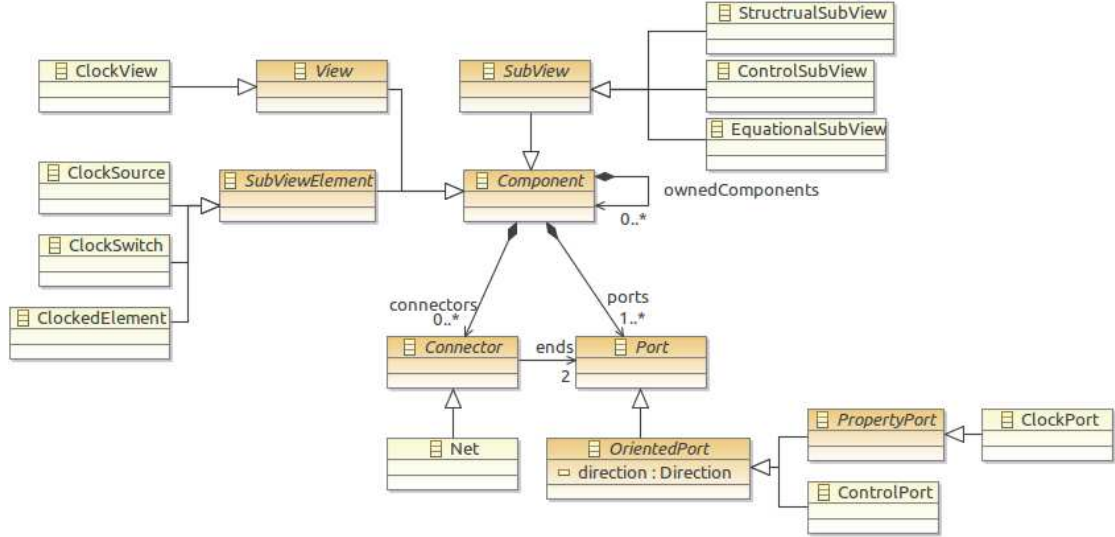 StructrualSubView
ClockView
View
SubView
ControlSubView
EquationalSubView
ClockSource
SubViewElement
Component
ownedComponents
0..*
ClockSwitch
ClockedElement
connectors
0..*
ports
1..*
Connector
ends
2
Port
Net
OrientedPort
direction : Direction
PropertyPort
ClockPort
ControlPort